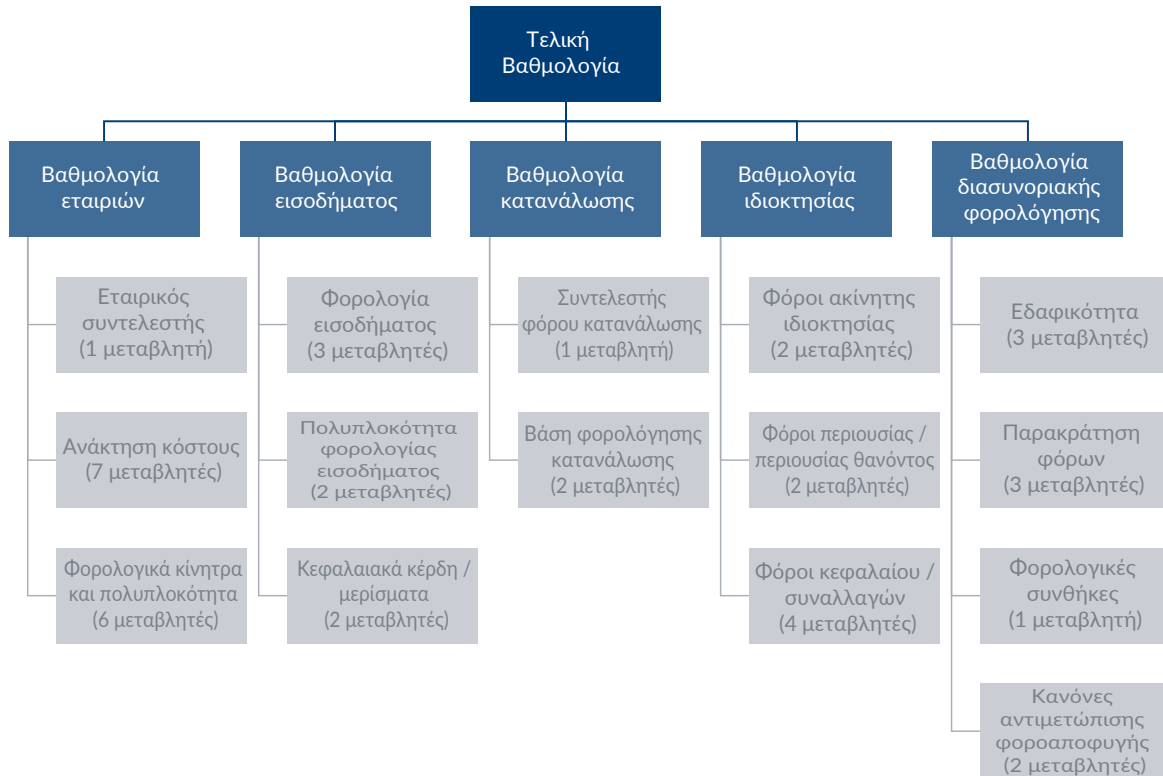 Τελική
Βαθμολογία
Βαθμολογία
εταιριών
Εταιρικός
συντελεστής
(1 μεταβλητή)
Ανάκτηση κόστους
(7 μεταβλητές)
Φορολογικά κίνητρα
και πολυπλοκότητα
(6 μεταβλητές)
Βαθμολογία
εισοδήματος
Φορολογία
εισοδήματος
(3 μεταβλητές)
Πολυπλοκότητα
φορολογίας
εισοδήματος
(2 μεταβλητές)
Κεφαλαιακά κέρδη /
μερίσματα
(2 μεταβλητές)
Βαθμολογία
κατανάλωσης
Συντελεστής
φόρου κατανάλωσης
(1 μεταβλητή)
Βάση φορολόγησης
κατανάλωσης
(2 μεταβλητές)
Βαθμολογία
ιδιοκτησίας
Φόροι ακίνητης
ιδιοκτησίας
(2 μεταβλητές)
Φόροι περιουσίας /
περιουσίας θανόντος
(2 μεταβλητές)
Φόροι κεφαλαίου /
συναλλαγών
(4 μεταβλητές)
Βαθμολογία
διασυνοριακής
φορολόγησης
Εδαφικότητα
(3 μεταβλητές)
Παρακράτηση
φόρων
(3 μεταβλητές)
Φορολογικές
συνθήκες
(1 μεταβλητή)
Κανόνες
αντιμετώπισης
φοροαποφυγής
(2 μεταβλητές)